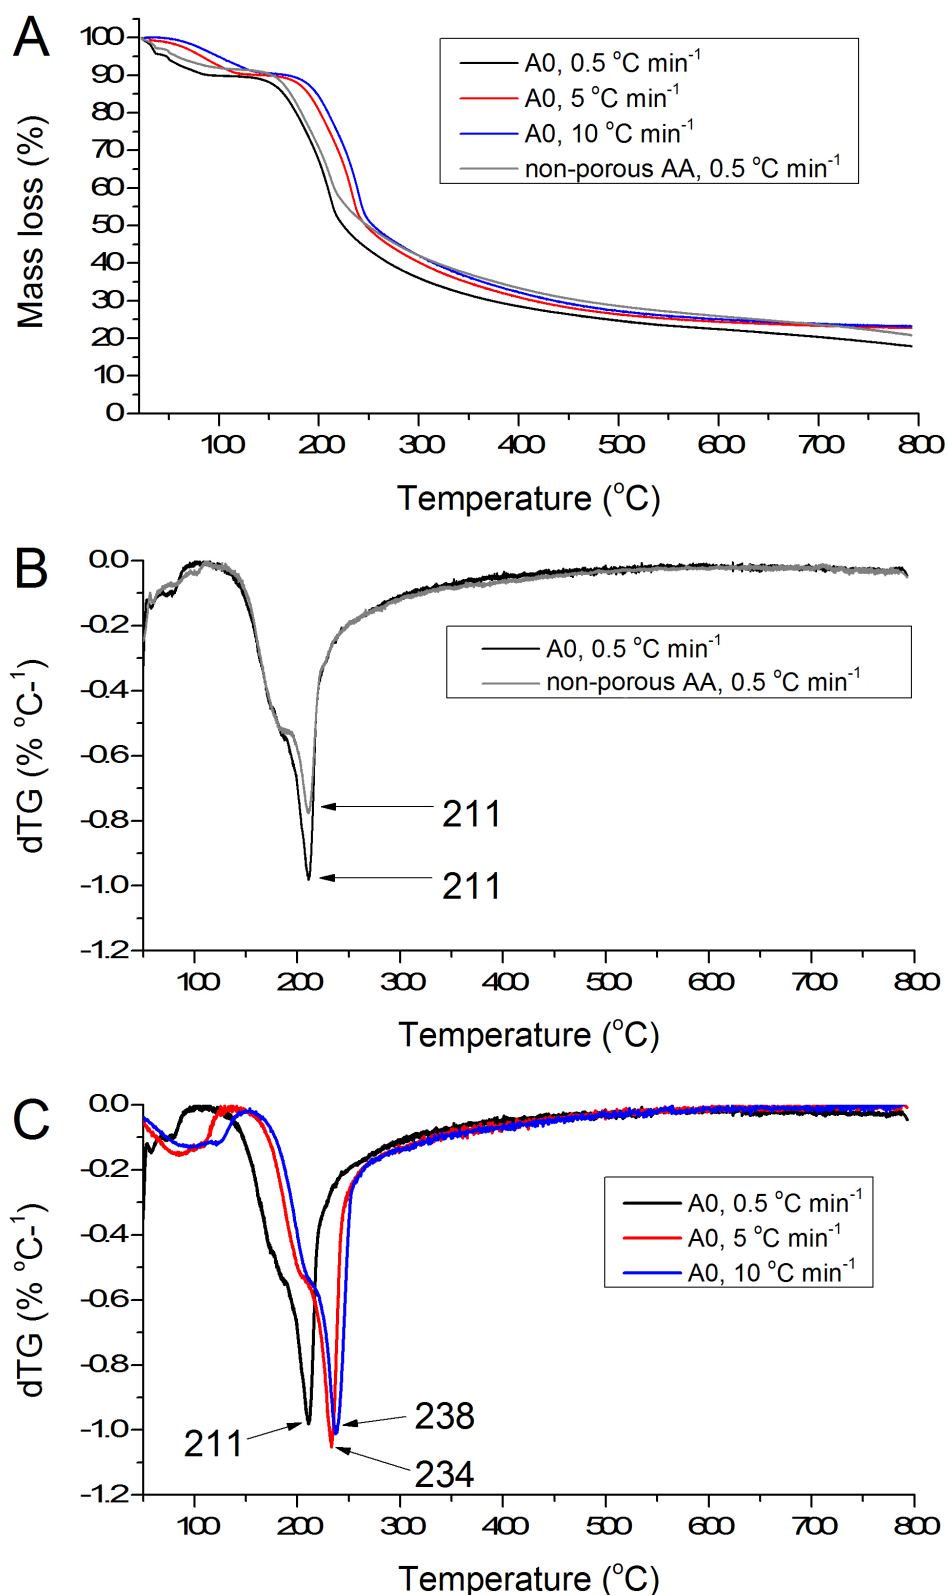 A
100
90
80
70
60
50
40
30
20
10
0
Mass loss (%)
A0, 0.5 °C min⁻¹
A0, 5 °C min⁻¹
A0, 10 °C min⁻¹
non-porous AA, 0.5 °C min⁻¹
100 200 300 400 500 600 700 800
Temperature (°C)
B
0.0
-0.2
-0.4
-0.6
-0.8
-1.0
-1.2
dTG (% °C-¹)
A0, 0.5 °C min⁻¹
non-porous AA, 0.5 °C min⁻¹
211
211
100 200 300 400 500 600 700 800
Temperature (°C)
C
0.0
-0.2
-0.4
-0.6
-0.8
-1.0
-1.2
dTG (% °C-¹)
A0, 0.5 °C min⁻¹
A0, 5 °C min⁻¹
A0, 10 °C min⁻¹
211
238
234
100 200 300 400 500 600 700 800
Temperature (°C)